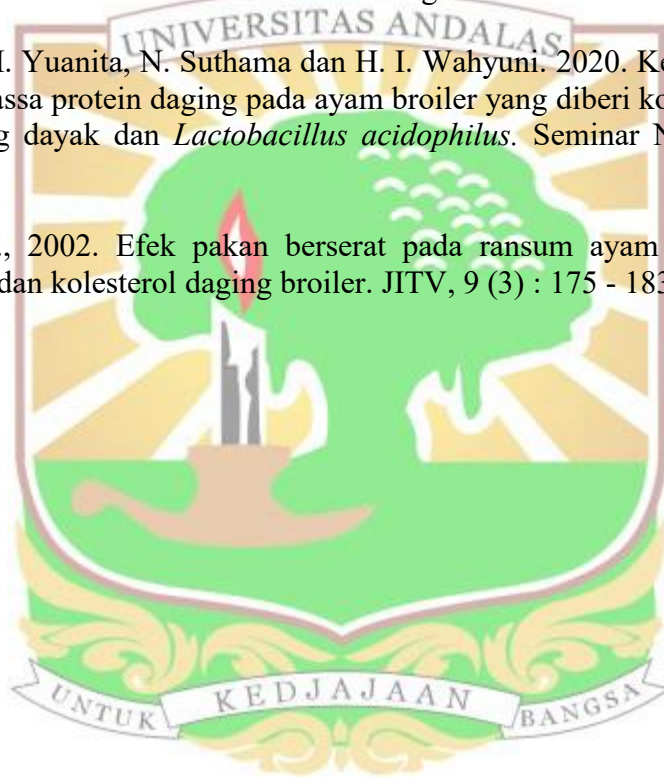 UNIVERSITAS ANDALAS
I. Yuanita, N. Suthama dan H. I. Wahyuni. 2020.
assa protein daging pada ayam broiler yang diberi
dayak dan Lactobacillus acidophilus. Seminar
., 2002. Efek pakan berserat pada ransum ayam
dan kolesterol daging broiler. JITV, 9 (3) : 175 - 183
UNTUK KEDJAJAAN BANGSA